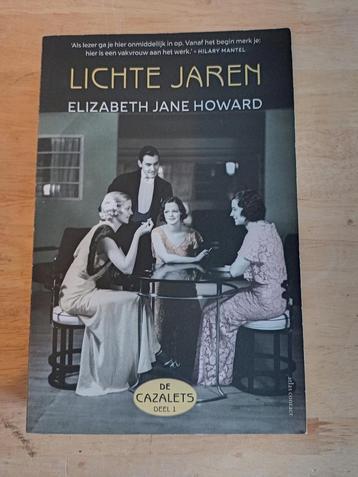 'Als lezer ga je hier onmiddellijk in op. Vanaf het begin merk je:
hier is een vakvrouw aan het werk.' – HILARY MANTEL
LICHTE JAREN
ELIZABETH JANE HOWARD
DE
CAZALETS
DEEL 1
atlas contact